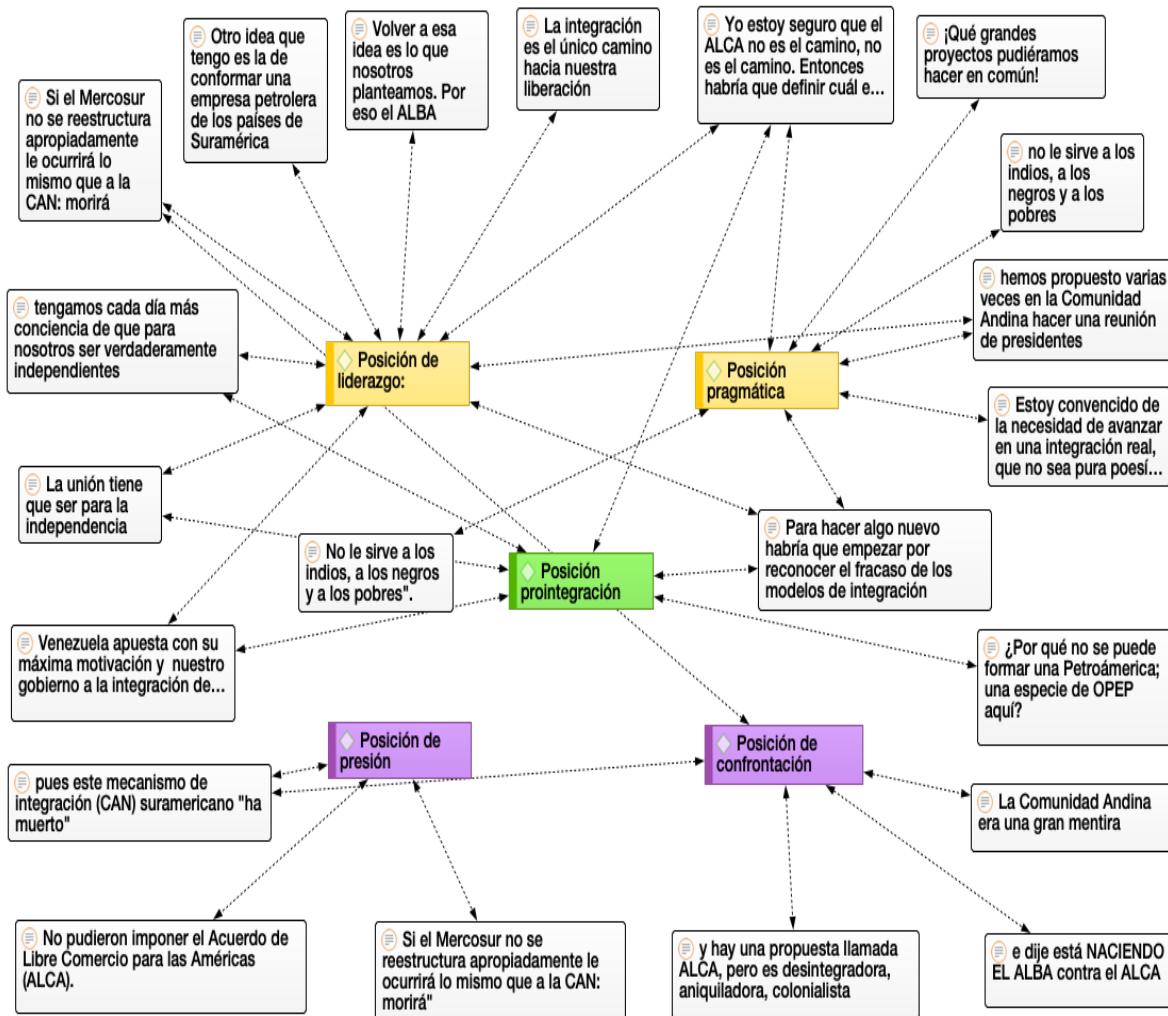 Otro idea que
tengo es la de
conformar una
empresa petrolera
de los países de
Suramérica
Volver a esa
idea es lo que
nosotros
planteamos. Por
eso el ALBA
La integración
es el único camino
hacia nuestra
liberación
Yo estoy seguro que el
ALCA no es el camino, no
es el camino. Entonces
habría que definir cuál e...
¡Qué grandes
proyectos pudiéramos
hacer en común!
Si el Mercosur
no se reestructura
apropiadamente
le ocurrirá lo
mismo que a la
CAN: morirá
no le sirve a los
indios, a los
negros y a los
pobres
hemos propuesto varias
veces en la Comunidad
Andina hacer una reunión
de presidentes
tengamos cada día más
conciencia de que para
nosotros ser verdaderamente
independientes
Posición de
liderazgo:
Posición
pragmática
Estoy convencido de
la necesidad de avanzar
en una integración real,
que no sea pura poesí...
La unión tiene
que ser para la
independencia
No le sirve a los
indios, a los negros
y a los pobres".
Posición
prointegración
Para hacer algo nuevo
habría que empezar por
reconocer el fracaso de los
modelos de integración
Venezuela apuesta con su
máxima motivación y nuestro
gobierno a la integración de...
¿Por qué no se puede
formar una Petroámerica;
una especie de OPEP
aquí?
Posición de
presión
Posición de
confrontación
pues este mecanismo de
integración (CAN) suramericano "ha
muerto"
La Comunidad Andina
era una gran mentira
No pudieron imponer el Acuerdo de
Libre Comercio para las Américas
(ALCA).
Si el Mercosur no se
reestructura apropiadamente le
ocurrirá lo mismo que a la CAN:
morirá"
y hay una propuesta llamada
ALCA, pero es desintegradora,
aniquiladora, colonialista
e dije está NACIENDO
EL ALBA contra el ALCA